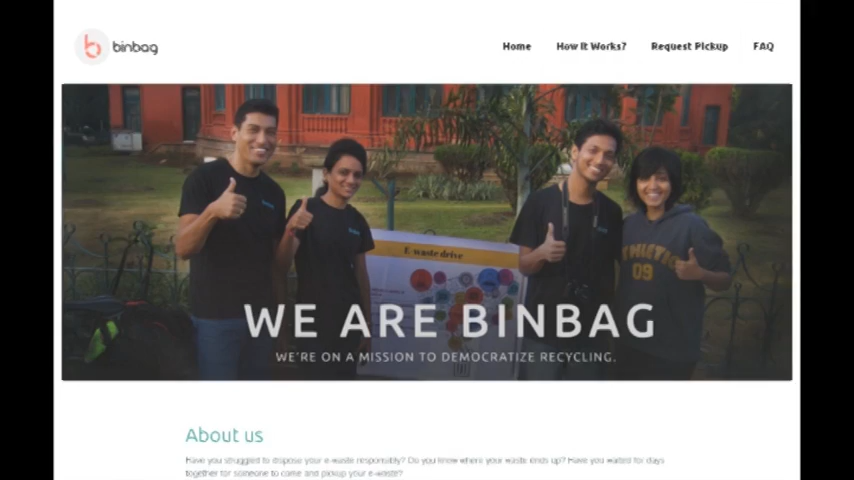 binbag
Home How It Works? Request Pickup FAQ
E-waste drive
ATHLETIC
09
WE ARE BINBAG
WE'RE ON A MISSION TO DEMOCRATIZE RECYCLING.
About us
Have you struggled to dispose your e-waste responsibly? Do you know where your waste ends up? Have you waited for days
together for someone to come and pickup your e-waste?